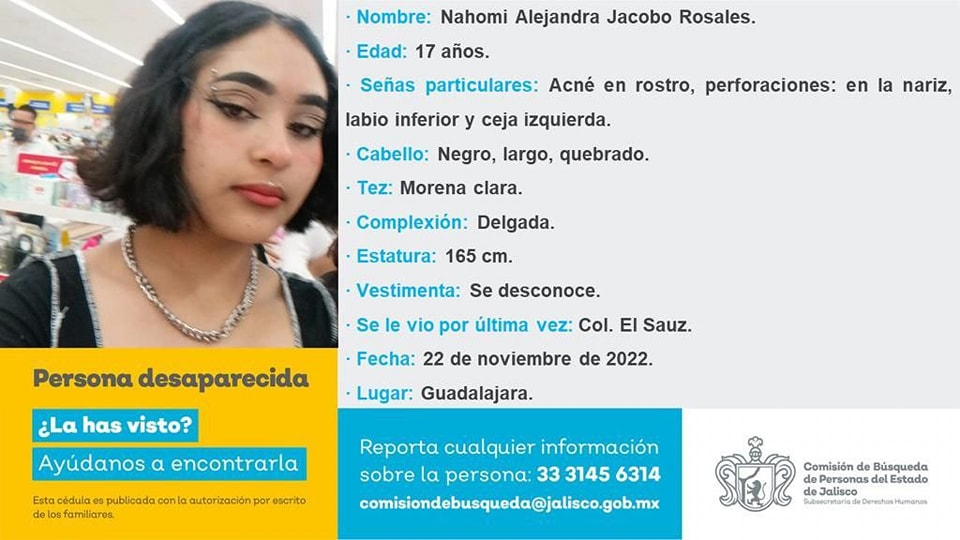 · Nombre: Nahomi Alejandra Jacobo Rosales.
· Edad: 17 años.
· Señas particulares: Acné en rostro, perforaciones: en la nariz,
labio inferior y ceja izquierda.
· Cabello: Negro, largo, quebrado.
· Tez: Morena clara.
· Complexión: Delgada.
· Estatura: 165 cm.
· Vestimenta: Se desconoce.
· Se le vio por última vez: Col. El Sauz.
· Fecha: 22 de noviembre de 2022.
· Lugar: Guadalajara.
Persona desaparecida
¿La has visto?
Ayúdanos a encontrarla
Esta cédula es publicada con la autorización por escrito
de los familiares.
Reporta cualquier información
sobre la persona: 33 3145 6314
comisiondebusqueda@jalisco.gob.mx
Comisión de Búsqueda
de Personas del Estado
de Jalisco
Subsecretaría de Derechos Humanos